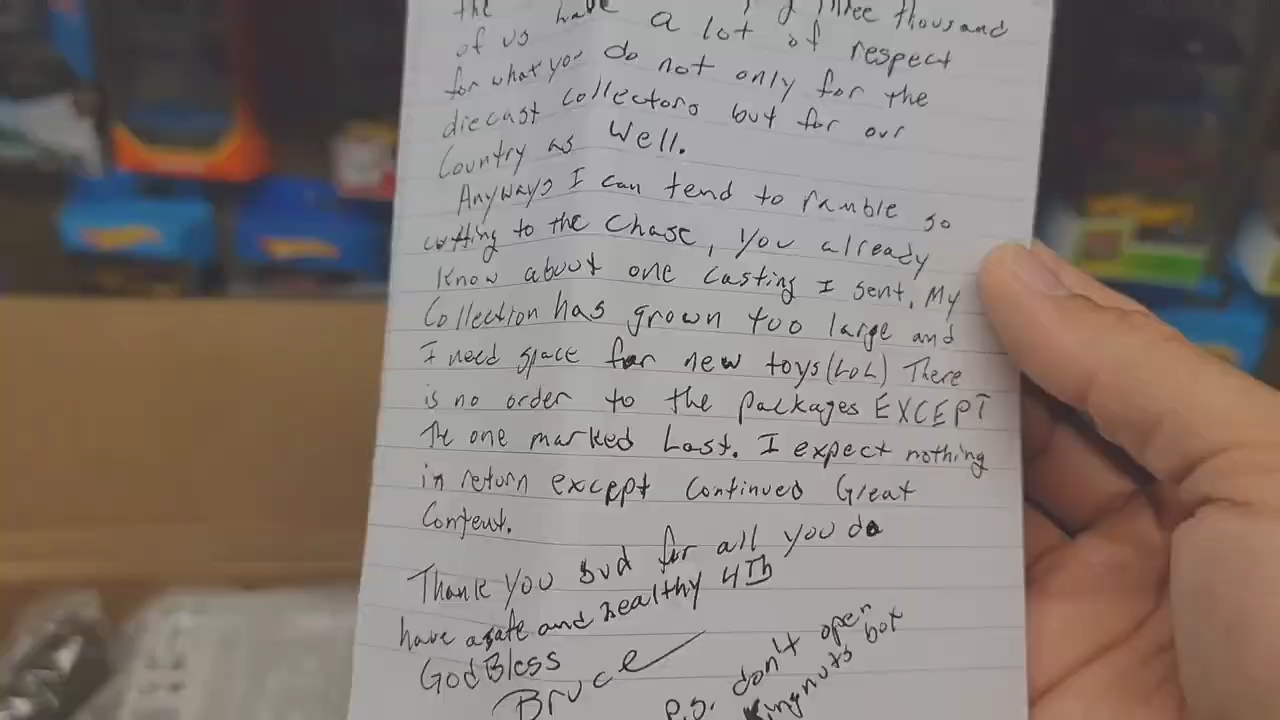 the three thousand
of us have a lot of respect
for what you do not only for the
diecast collectors but for our
Country as well.
Anyways I can tend to ramble so
cutting to the Chase, you already
know about one casting I sent. My
Collection has grown too large and
I need space for new toys (LoL) There
is no order to the packages EXCEPT
the one marked Last. I expect nothing
in return except Continued Great
Content.
Thank you bud for all you do
have a safe and healthy 4th
God Bless
Bruce
P.S. don't open
Kingnuts box